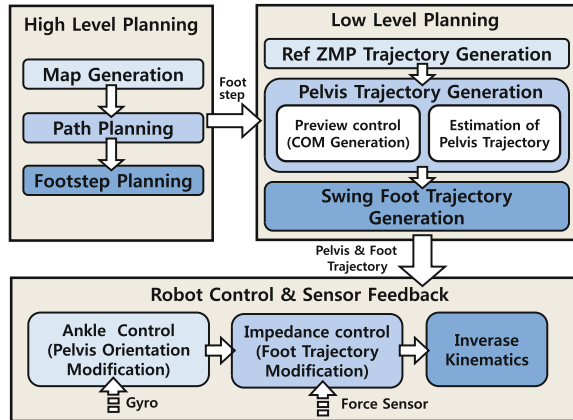 High Level Planning
Map Generation
Path Planning
Footstep Planning
Foot
step
Low Level Planning
Ref ZMP Trajectory Generation
Pelvis Trajectory Generation
Preview control
(COM Generation)
Estimation of
Pelvis Trajectory
Swing Foot Trajectory
Generation
Pelvis & Foot
Trajectory
Robot Control & Sensor Feedback
Ankle Control
(Pelvis Orientation
Modification)
Impedance control
(Foot Trajectory
Modification)
Inverase
Kinematics
Gyro
Force Sensor